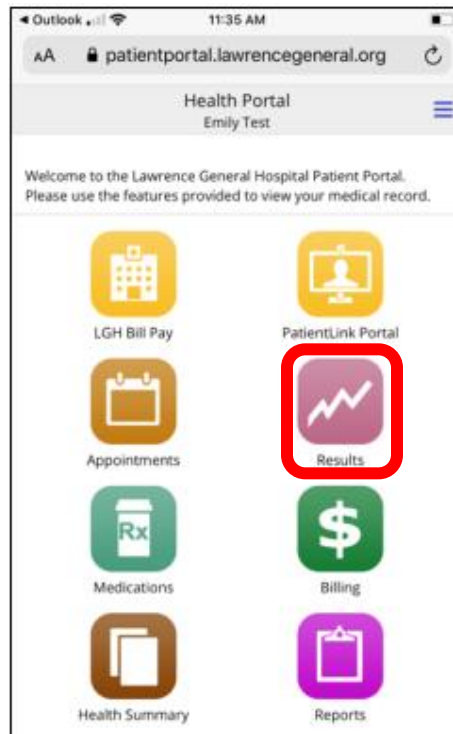 ◄ Outlook 11:35 AM
AA patientportal.lawrencegeneral.org
Health Portal
Emily Test
Welcome to the Lawrence General Hospital Patient Portal.
Please use the features provided to view your medical record.
LGH Bill Pay PatientLink Portal
Appointments Results
Rx $
Medications Billing
Health Summary Reports